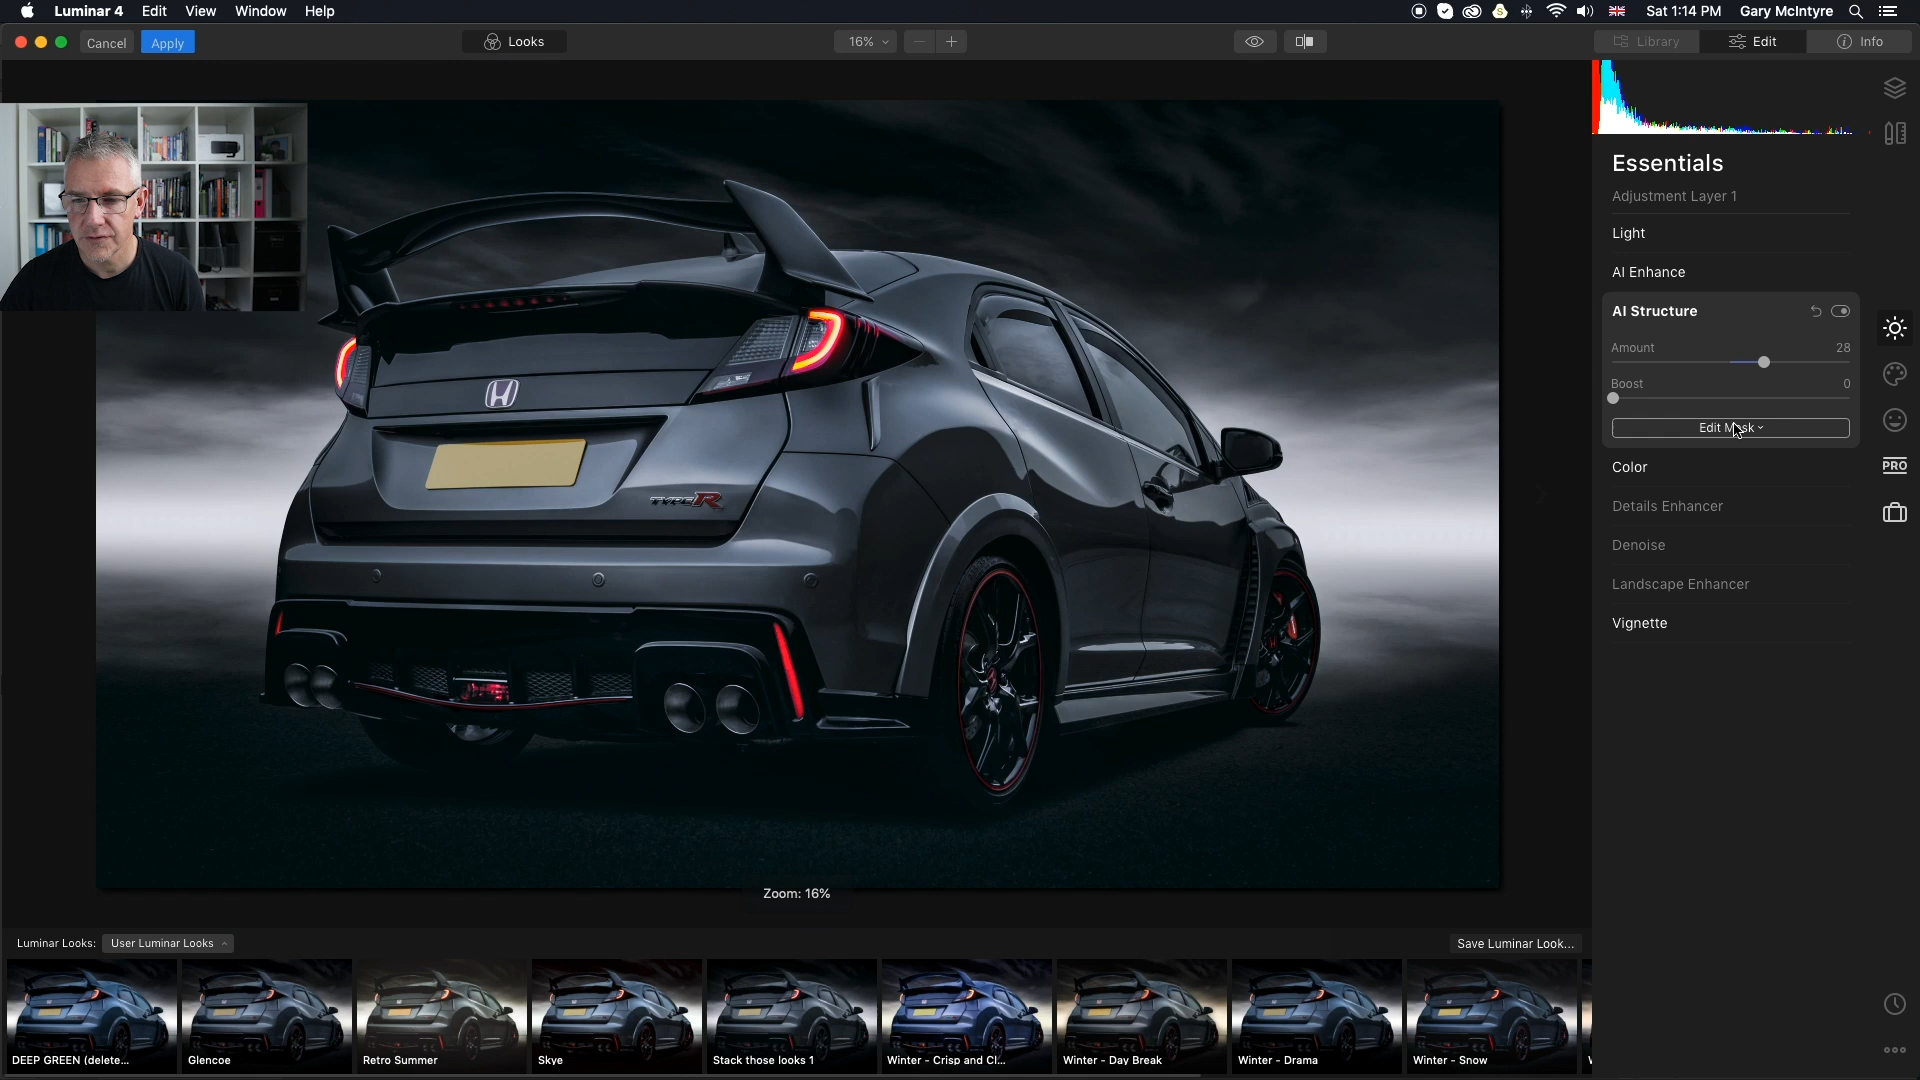 Luminar 4 Edit View Window Help
Sat 1:14 PM Gary McIntyre
Cancel Apply Looks 16% Library Edit Info
Essentials
Adjustment Layer 1
Light
AI Enhance
AI Structure
Amount 28
Boost 0
Edit Mask
Color
Details Enhancer
Denoise
Landscape Enhancer
Vignette
PRO
TYPE R
Zoom: 16%
Luminar Looks: User Luminar Looks Save Luminar Look...
DEEP GREEN (delete... Glencoe Retro Summer Skye Stack those looks 1 Winter - Crisp and Cl... Winter - Day Break Winter - Drama Winter - Snow